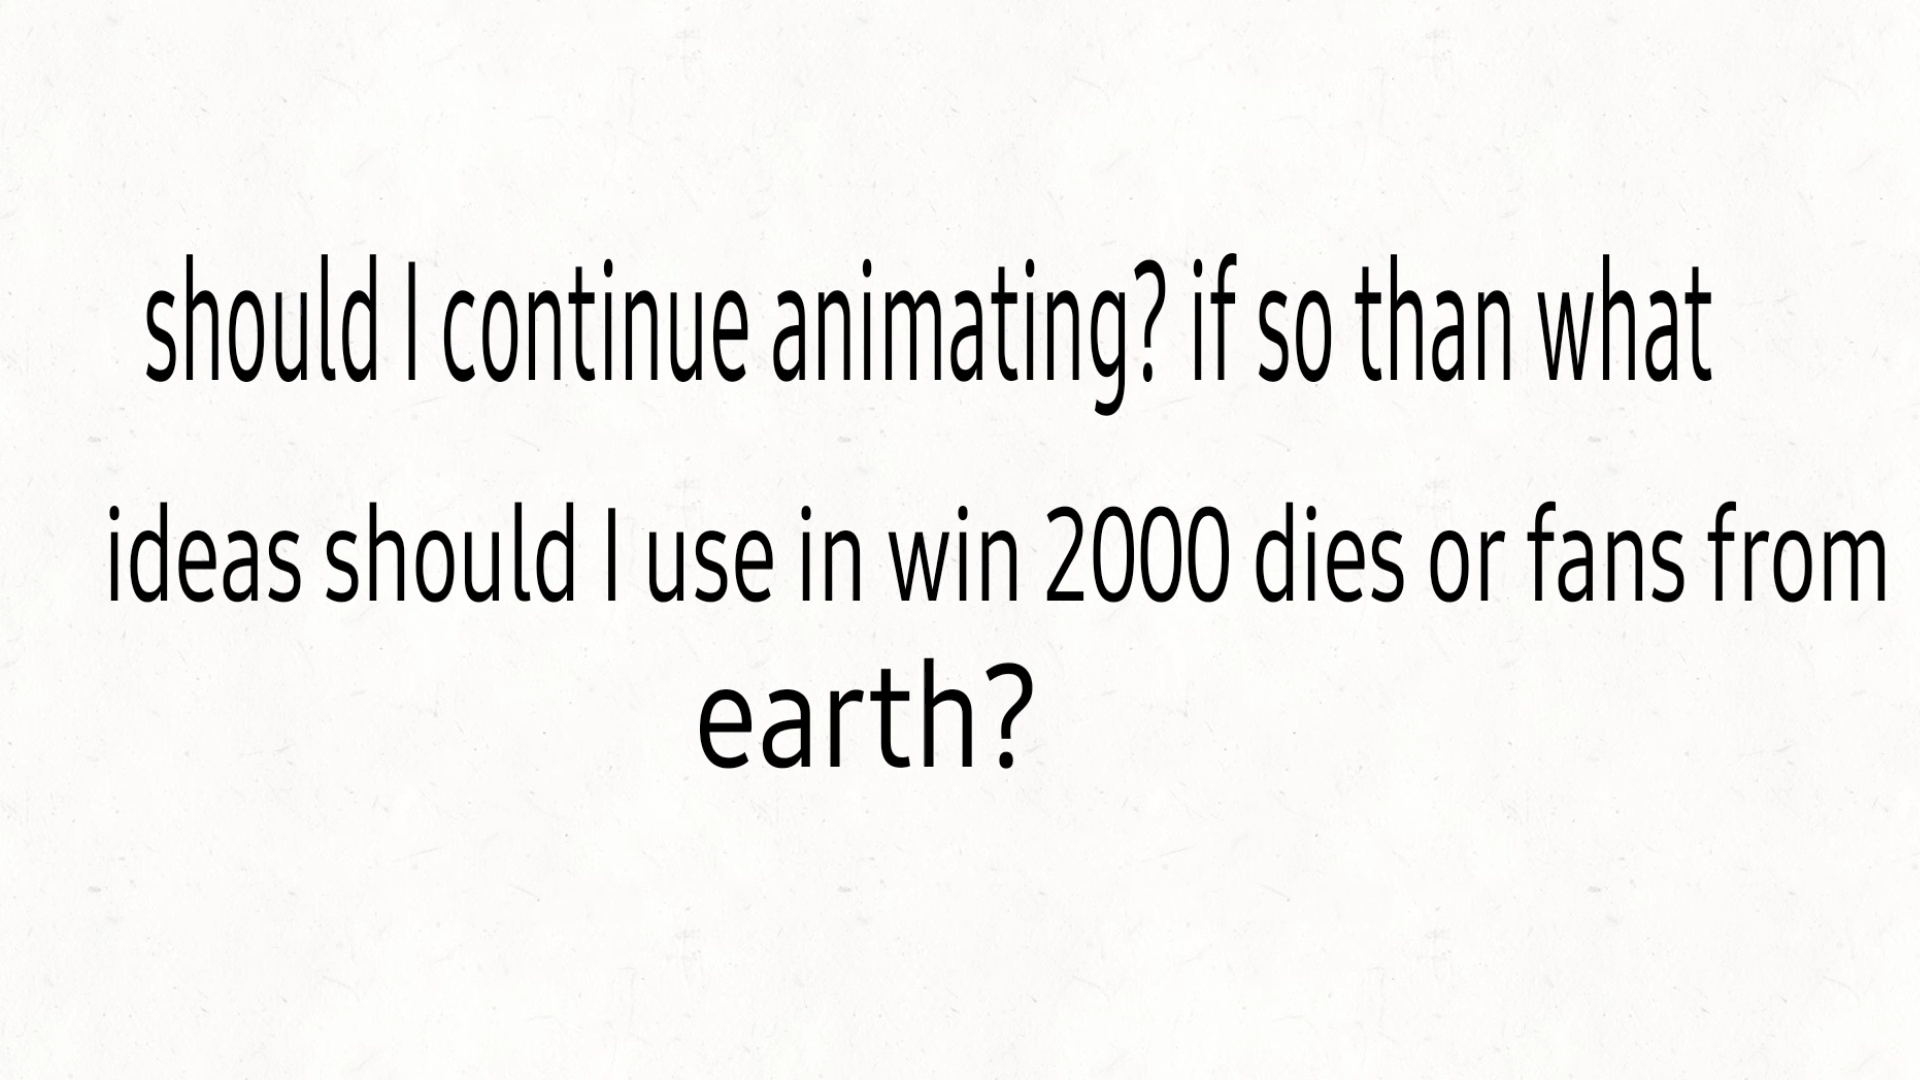 should I continue animating? if so than what
ideas should I use in win 2000 dies or fans from
earth?